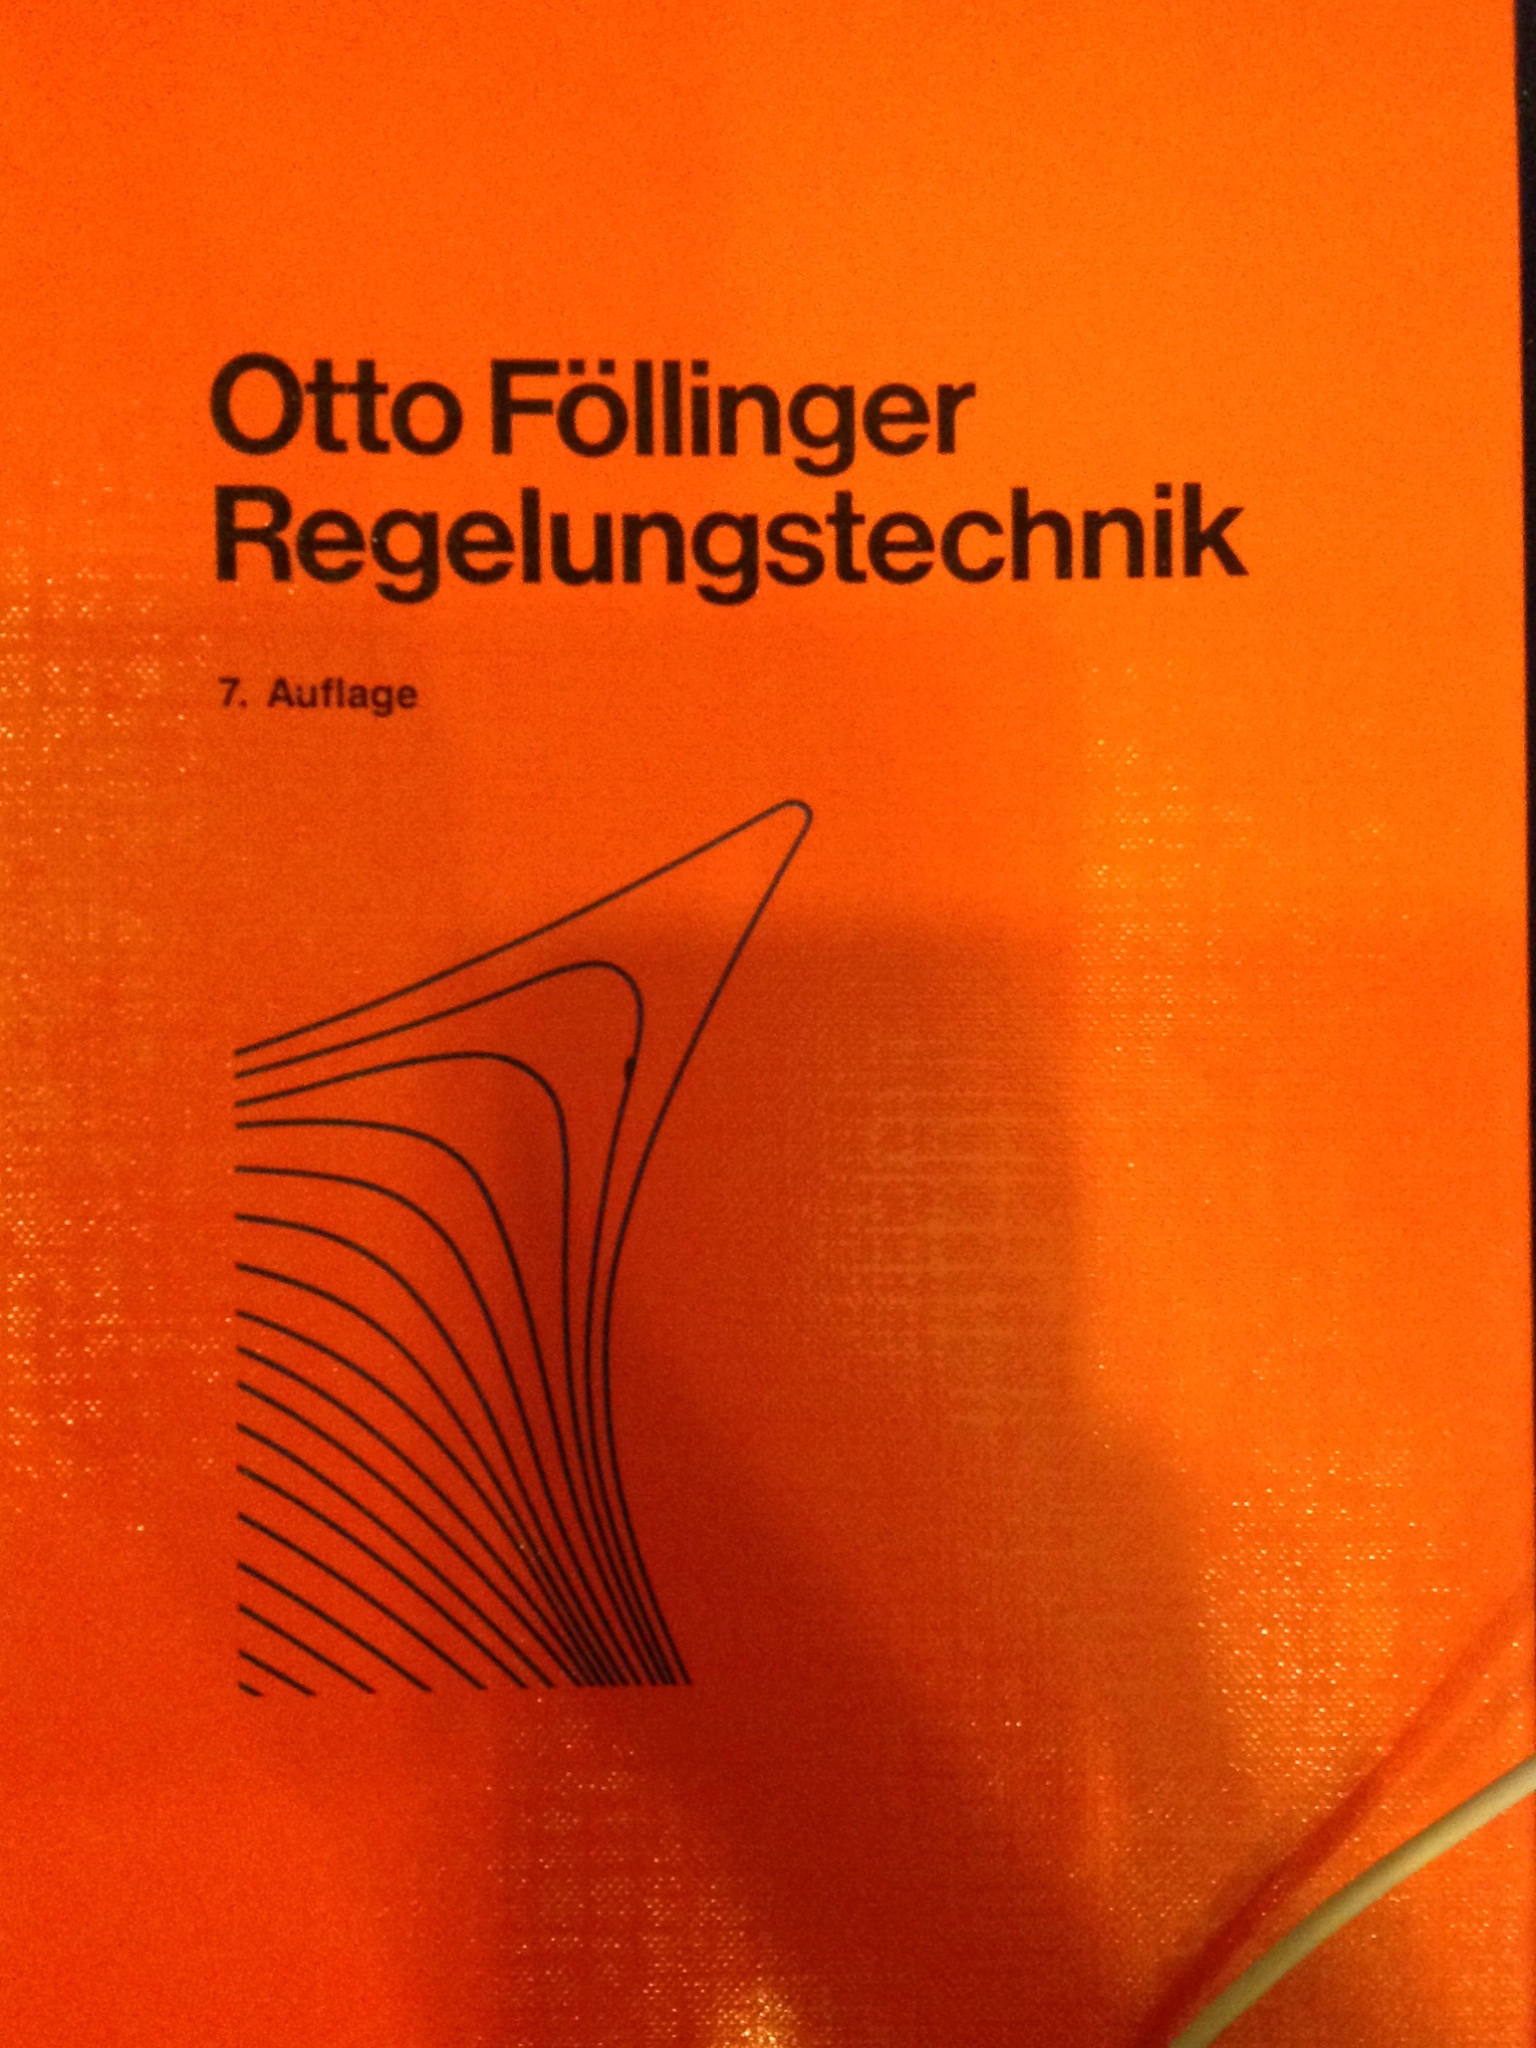 Otto Föllinger
Regelungstechnik
7. Auflage